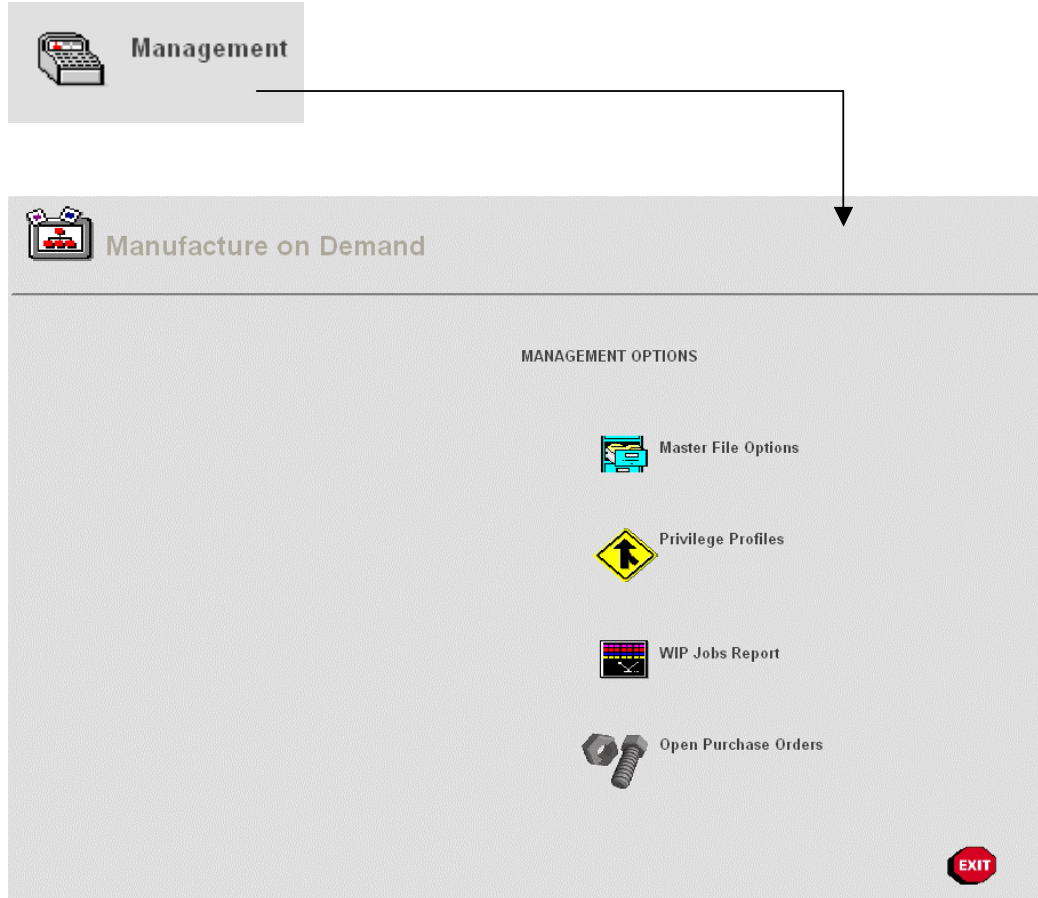 Management
Manufacture on Demand
MANAGEMENT OPTIONS
Master File Options
Privilege Profiles
WIP Jobs Report
Open Purchase Orders
EXIT